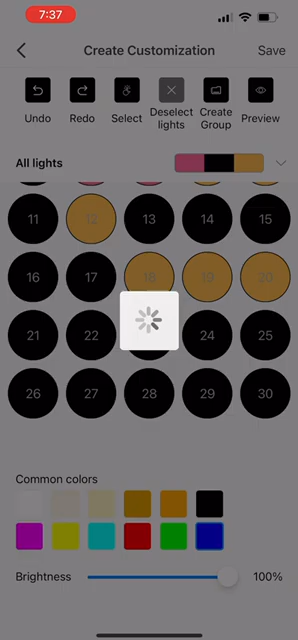 7:37
Create Customization
Save
Undo
Redo
Select
Deselect
lights
Create
Group
Preview
All lights
11 12 13 14 15
16 17 18 19 20
21 22 24 25
26 27 28 29 30
Common colors
Brightness
100%